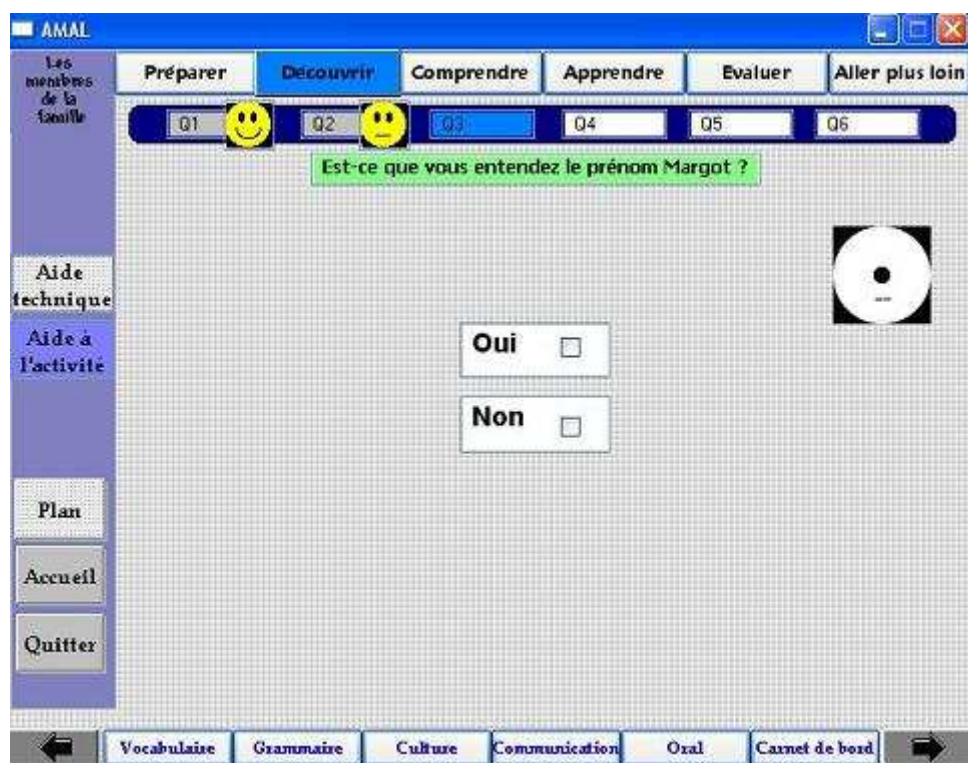 AMAL
Les
membres
de la
famille
Préparer
Découvrir
Comprendre
Apprendre
Evaluer
Aller plus loin
Q1
Q2
Q3
Q4
Q5
Q6
Est-ce que vous entendez le prénom Margot ?
Aide
technique
Aide à
l'activité
Oui
Non
Plan
Accueil
Quitter
Vocabulaire
Grammaire
Culture
Communication
Oral
Carnet de bord